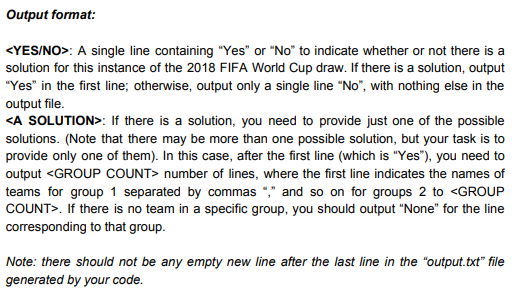 Output format:
<YES/NO>: A single line containing “Yes” or “No” to indicate whether or not there is a
solution for this instance of the 2018 FIFA World Cup draw. If there is a solution, output
“Yes” in the first line; otherwise, output only a single line “No”, with nothing else in the
output file.
<A SOLUTION>: If there is a solution, you need to provide just one of the possible
solutions. (Note that there may be more than one possible solution, but your task is to
provide only one of them). In this case, after the first line (which is “Yes”), you need to
output <GROUP COUNT> number of lines, where the first line indicates the names of
teams for group 1 separated by commas “,” and so on for groups 2 to <GROUP
COUNT>. If there is no team in a specific group, you should output “None” for the line
corresponding to that group.
Note: there should not be any empty new line after the last line in the “output.txt” file
generated by your code.